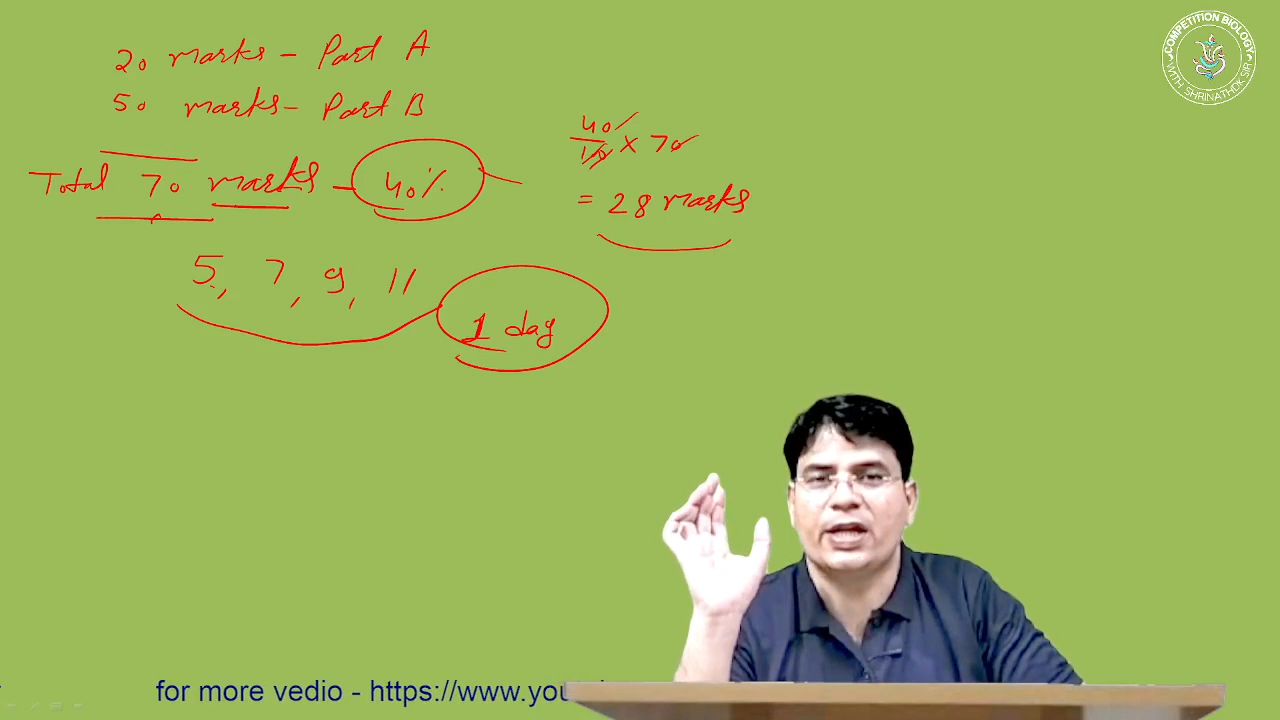 20 marks - Part A
50 marks - Part B
Total 70 marks - 40%
40/100 × 70
= 28 marks
5, 7, 9, 11
1 day
COMPETITION BIOLOGY
WITH SHRINATHDK SIR
for more vedio - https://www.you